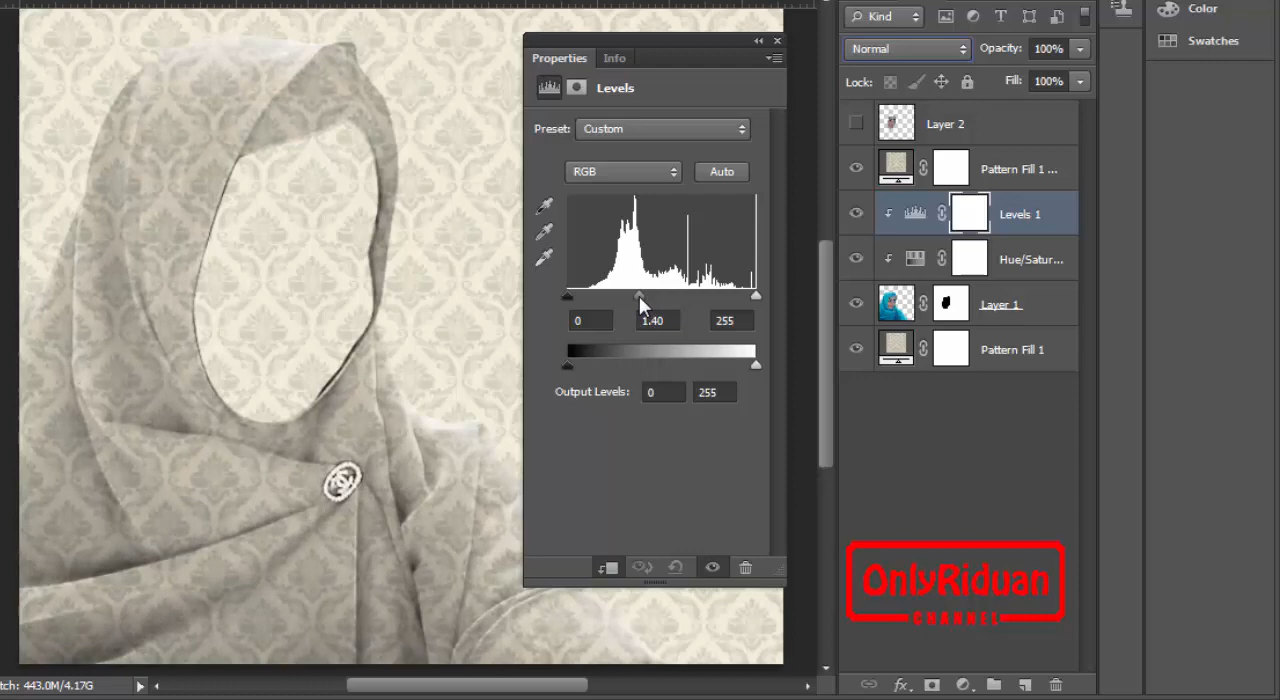 Properties
Info
Levels
Preset:
Custom
RGB
Auto
0
1.40
255
Output Levels:
0
255
Kind
Normal
Opacity:
100%
Lock:
Fill:
100%
Layer 2
Pattern Fill 1 ...
Levels 1
Hue/Satur...
Layer 1
Pattern Fill 1
Color
Swatches
OnlyRiduan
CHANNEL
tch: 443.0M/4.17G
fx